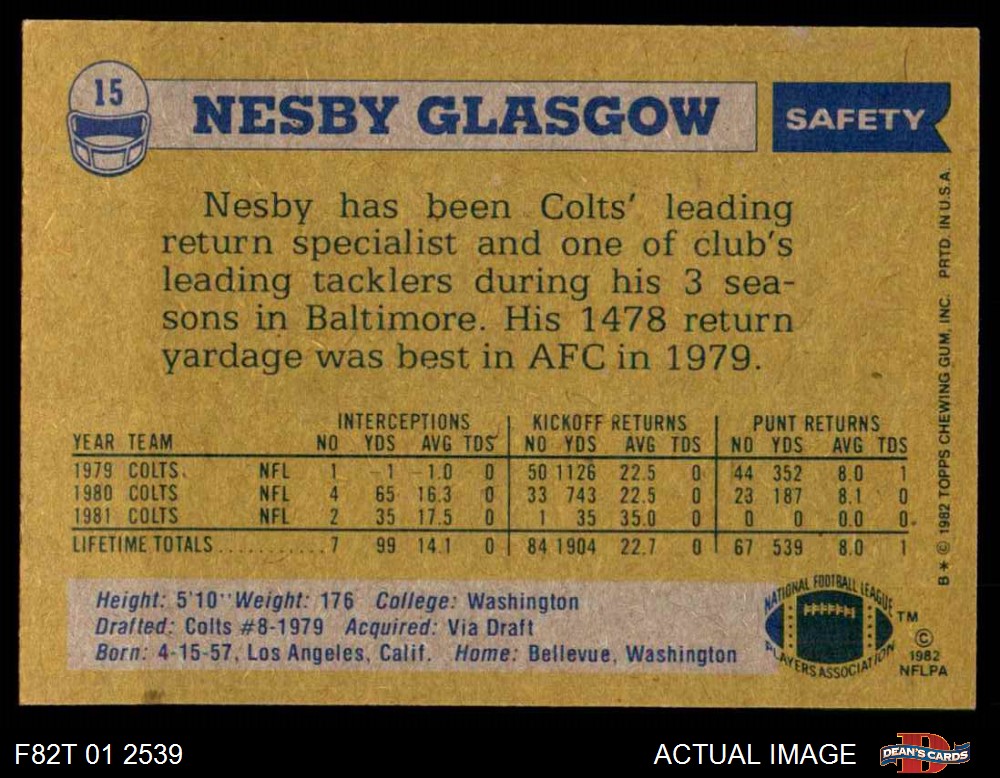 15
NESBY GLASGOW
SAFETY
Nesby has been Colts' leading
return specialist and one of club's
leading tacklers during his 3 sea-
sons in Baltimore. His 1478 return
yardage was best in AFC in 1979.
INTERCEPTIONS KICKOFF RETURNS PUNT RETURNS
YEAR TEAM NO YDS AVG TDS NO YDS AVG TDS NO YDS AVG TDS
1979 COLTS NFL 1 -1 -1.0 0 50 1126 22.5 0 44 352 8.0 1
1980 COLTS NFL 4 65 16.3 0 33 743 22.5 0 23 187 8.1 0
1981 COLTS NFL 2 35 17.5 0 1 35 35.0 0 0 0 0.0 0
LIFETIME TOTALS...........7 99 14.1 0 84 1904 22.7 0 67 539 8.0 1
Height: 5'10" Weight: 176 College: Washington
Drafted: Colts #8-1979 Acquired: Via Draft
Born: 4-15-57, Los Angeles, Calif. Home: Bellevue, Washington
NATIONAL FOOTBALL LEAGUE
PLAYERS ASSOCIATION
TM
©
1982
NFLPA
B* © 1982 TOPPS CHEWING GUM, INC. PRTD. IN U.S.A.
F82T 01 2539
ACTUAL IMAGE
D
DEAN'S CARDS